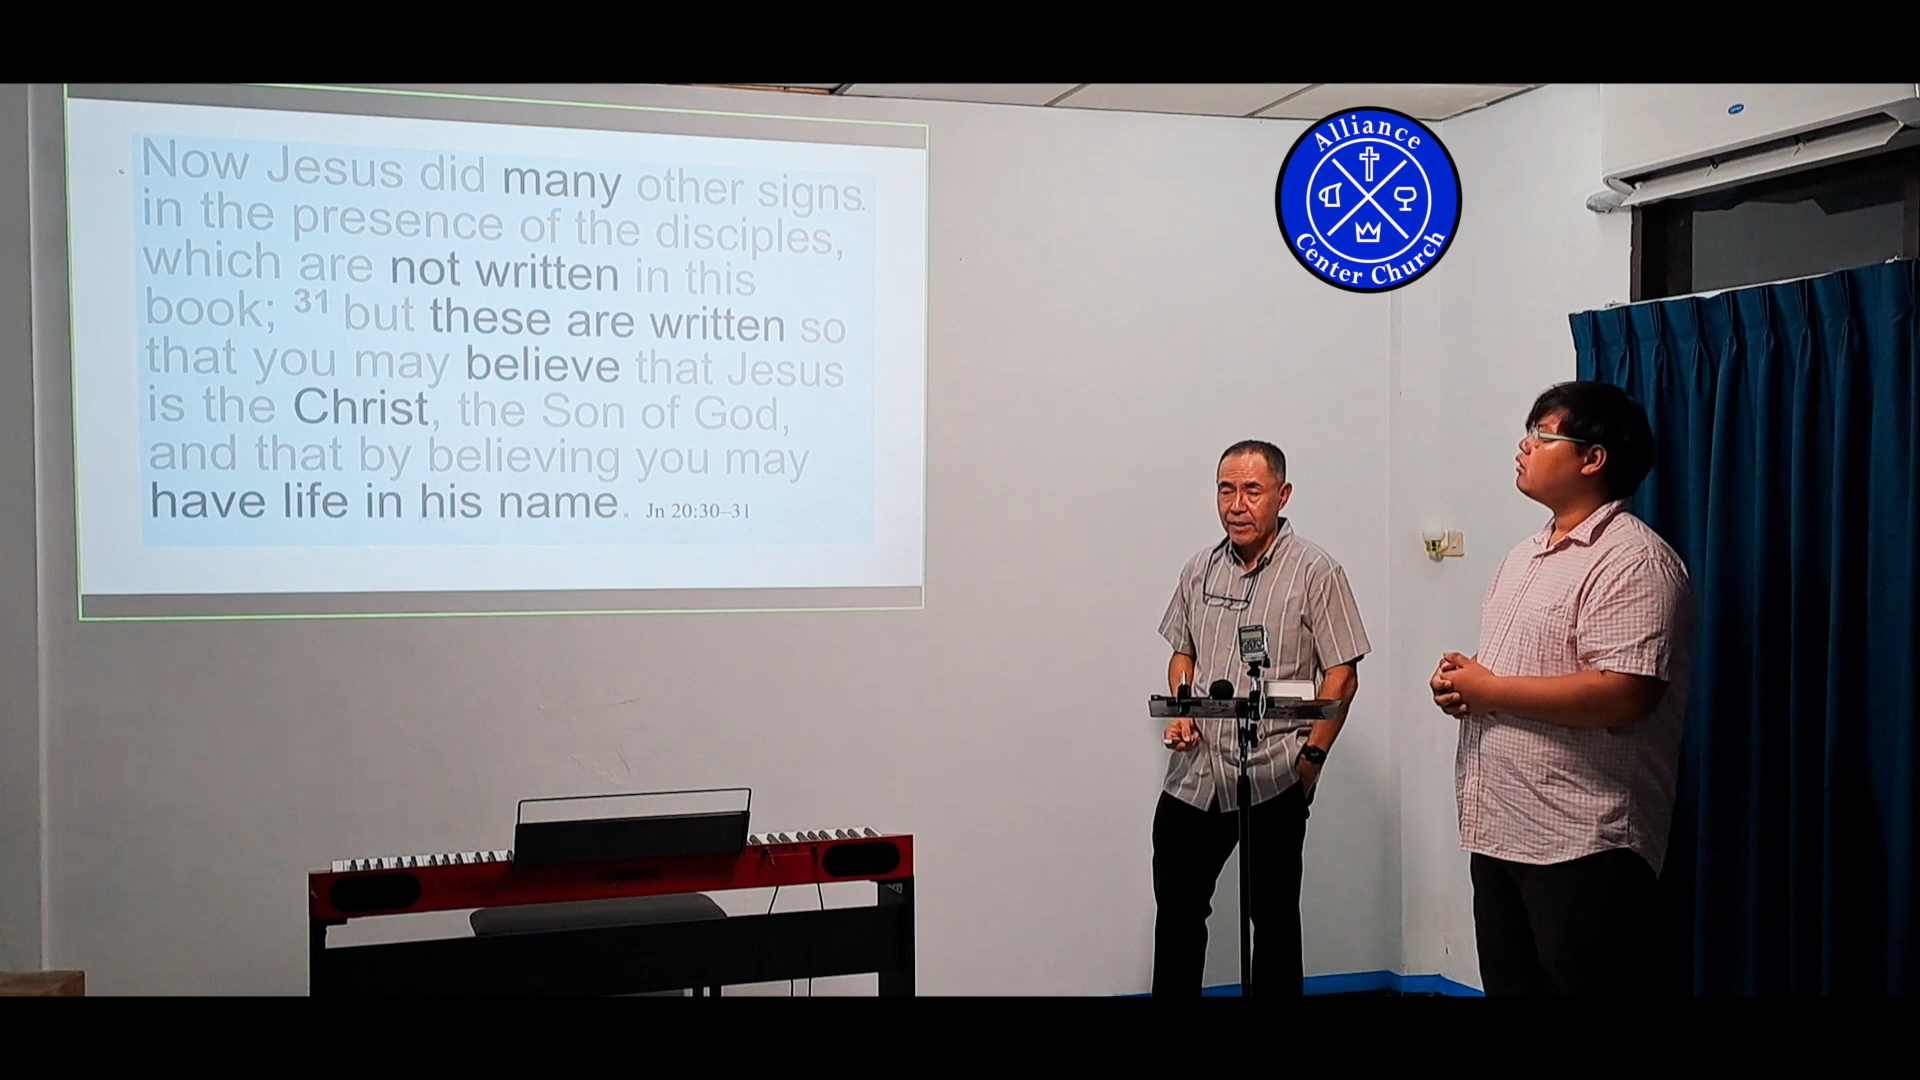 Now Jesus did many other signs
in the presence of the disciples,
which are not written in this
book; 31 but these are written so
that you may believe that Jesus
is the Christ, the Son of God,
and that by believing you may
have life in his name. Jn 20:30–31
Alliance
Center Church